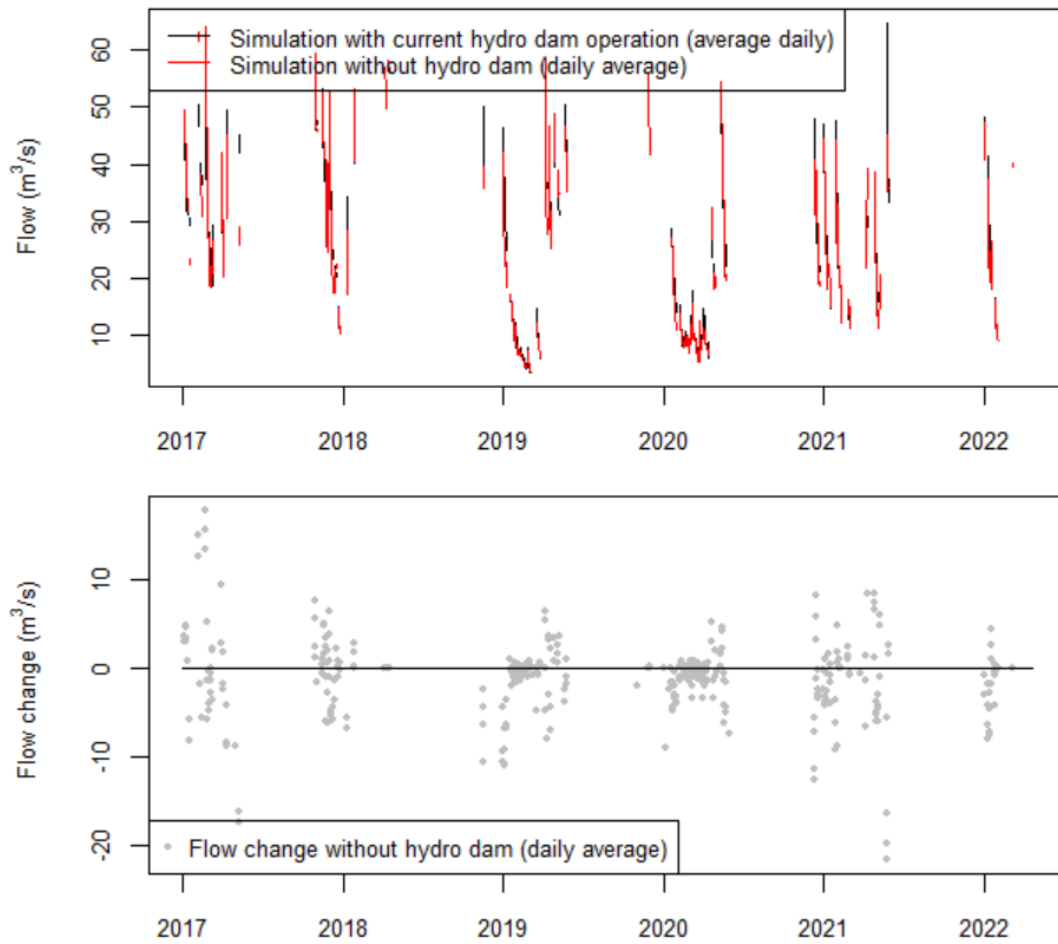 Simulation with current hydro dam operation (average daily)
Simulation without hydro dam (daily average)
Flow (m³/s)
60
50
40
30
20
10
2017 2018 2019 2020 2021 2022
Flow change (m³/s)
10
0
-10
-20
Flow change without hydro dam (daily average)
2017 2018 2019 2020 2021 2022